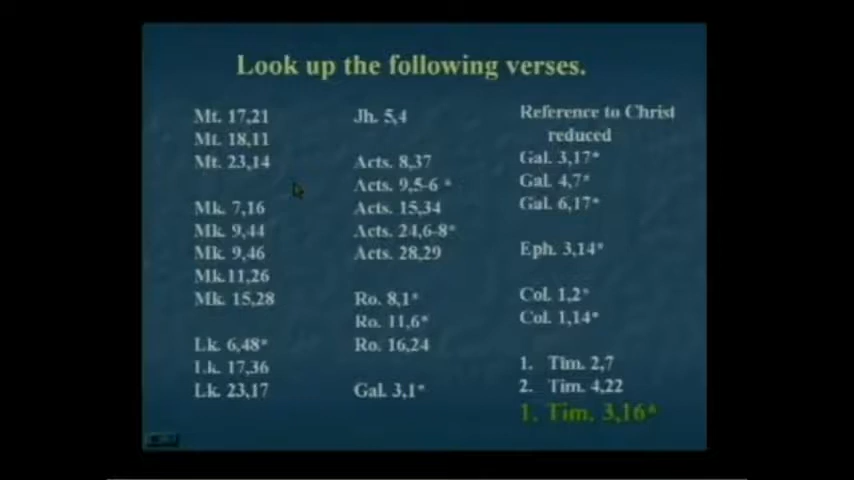 Look up the following verses.
Mt. 17,21
Mt. 18,11
Mt. 23,14
Mk. 7,16
Mk. 9,44
Mk. 9,46
Mk.11,26
Mk. 15,28
Lk. 6,48*
Lk. 17,36
Lk. 23,17
Jh. 5,4
Acts. 8,37
Acts. 9,5-6 *
Acts. 15,34
Acts. 24,6-8*
Acts. 28,29
Ro. 8,1*
Ro. 11,6*
Ro. 16,24
Gal. 3,1*
Reference to Christ
reduced
Gal. 3,17*
Gal. 4,7*
Gal. 6,17*
Eph. 3,14*
Col. 1,2*
Col. 1,14*
1. Tim. 2,7
2. Tim. 4,22
1. Tim. 3,16*